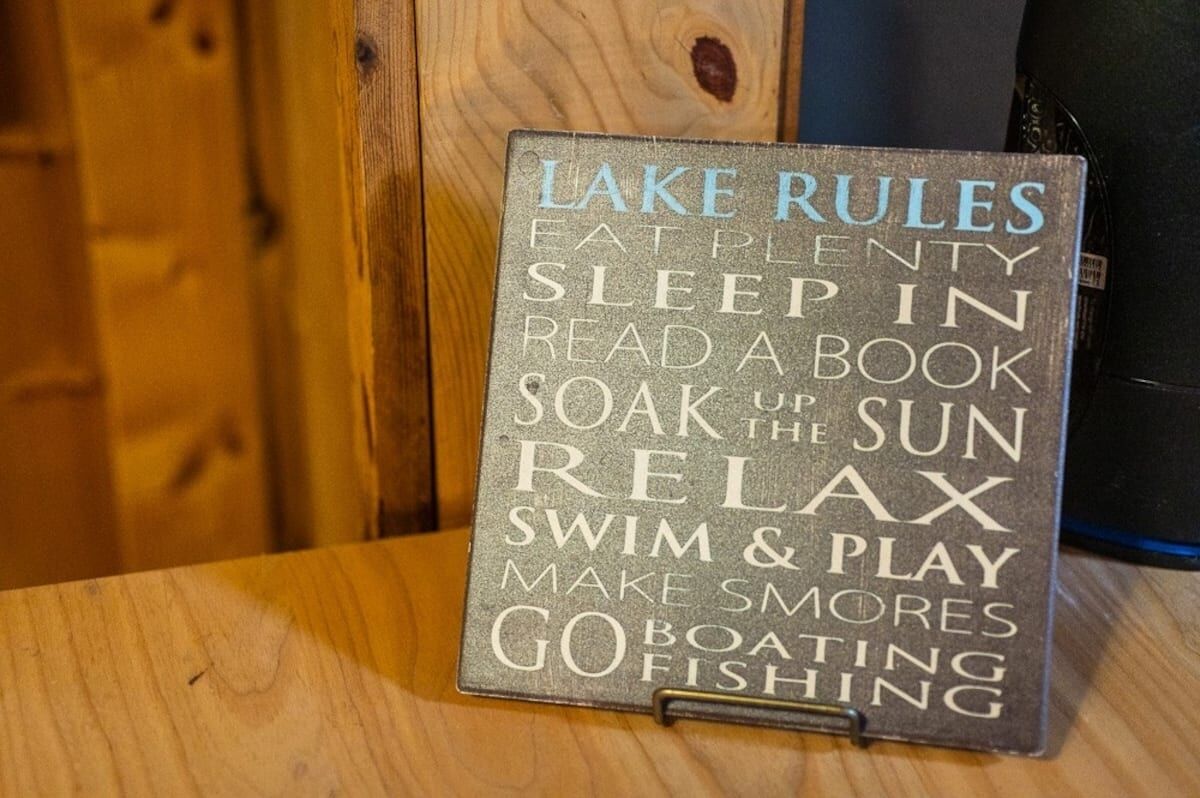 LAKE RULES
EAT PLENTY
SLEEP IN
READ A BOOK
SOAK UP THE SUN
RELAX
SWIM & PLAY
MAKE SMORES
GO BOATING
FISHING